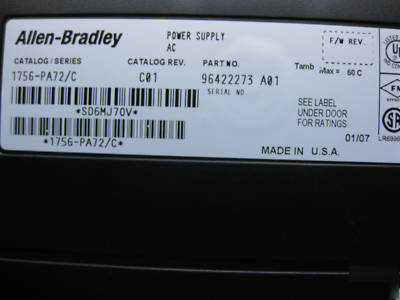 Allen-Bradley
POWER SUPPLY
AC
F/W REV.
CATALOG / SERIES
CATALOG REV.
PART NO.
Tamb Max = 60 C
1756-PA72/C
C01
96422273 A01
SERIAL NO.
*SD6MJ70V*
*1756-PA72/C*
SEE LABEL
UNDER DOOR
FOR RATINGS
01/07
MADE IN U.S.A.
FM